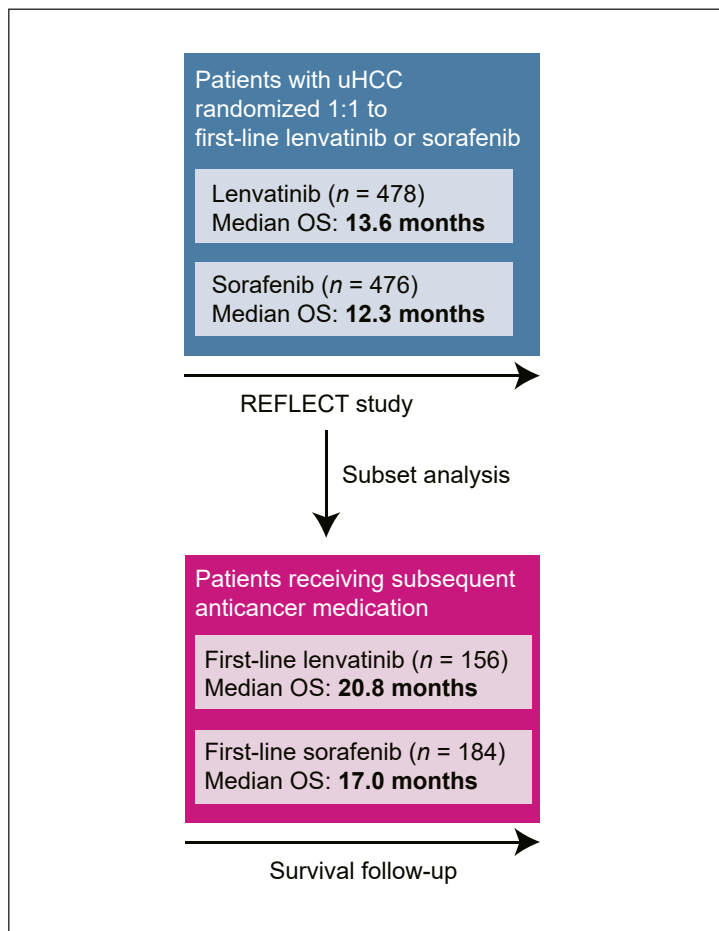 Patients with uHCC
randomized 1:1 to
first-line lenvatinib or sorafenib
Lenvatinib (n = 478)
Median OS: 13.6 months
Sorafenib (n = 476)
Median OS: 12.3 months
REFLECT study
Subset analysis
Patients receiving subsequent
anticancer medication
First-line lenvatinib (n = 156)
Median OS: 20.8 months
First-line sorafenib (n = 184)
Median OS: 17.0 months
Survival follow-up